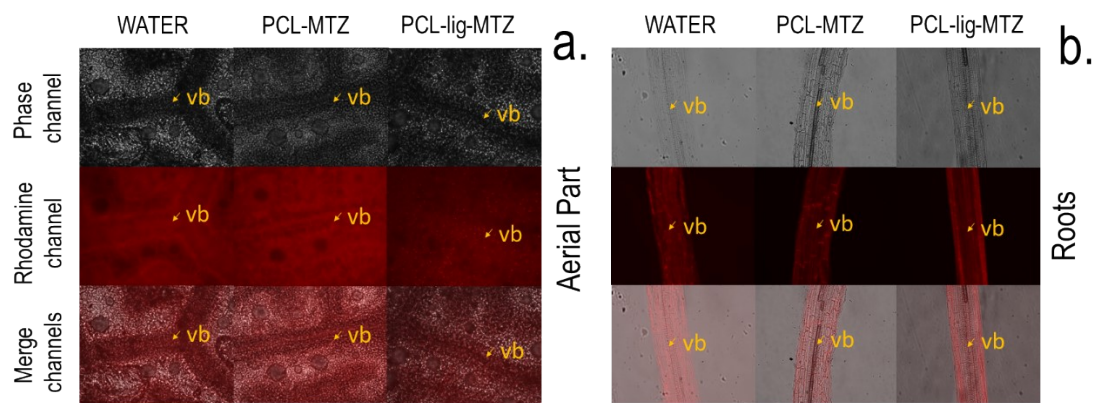 WATER PCL-MTZ PCL-lig-MTZ a.
Phase channel
vb vb vb
Rhodamine channel
vb vb vb
Merge channels
vb vb vb
Aerial Part
WATER PCL-MTZ PCL-lig-MTZ b.
vb vb vb
vb vb vb
vb vb vb
Roots